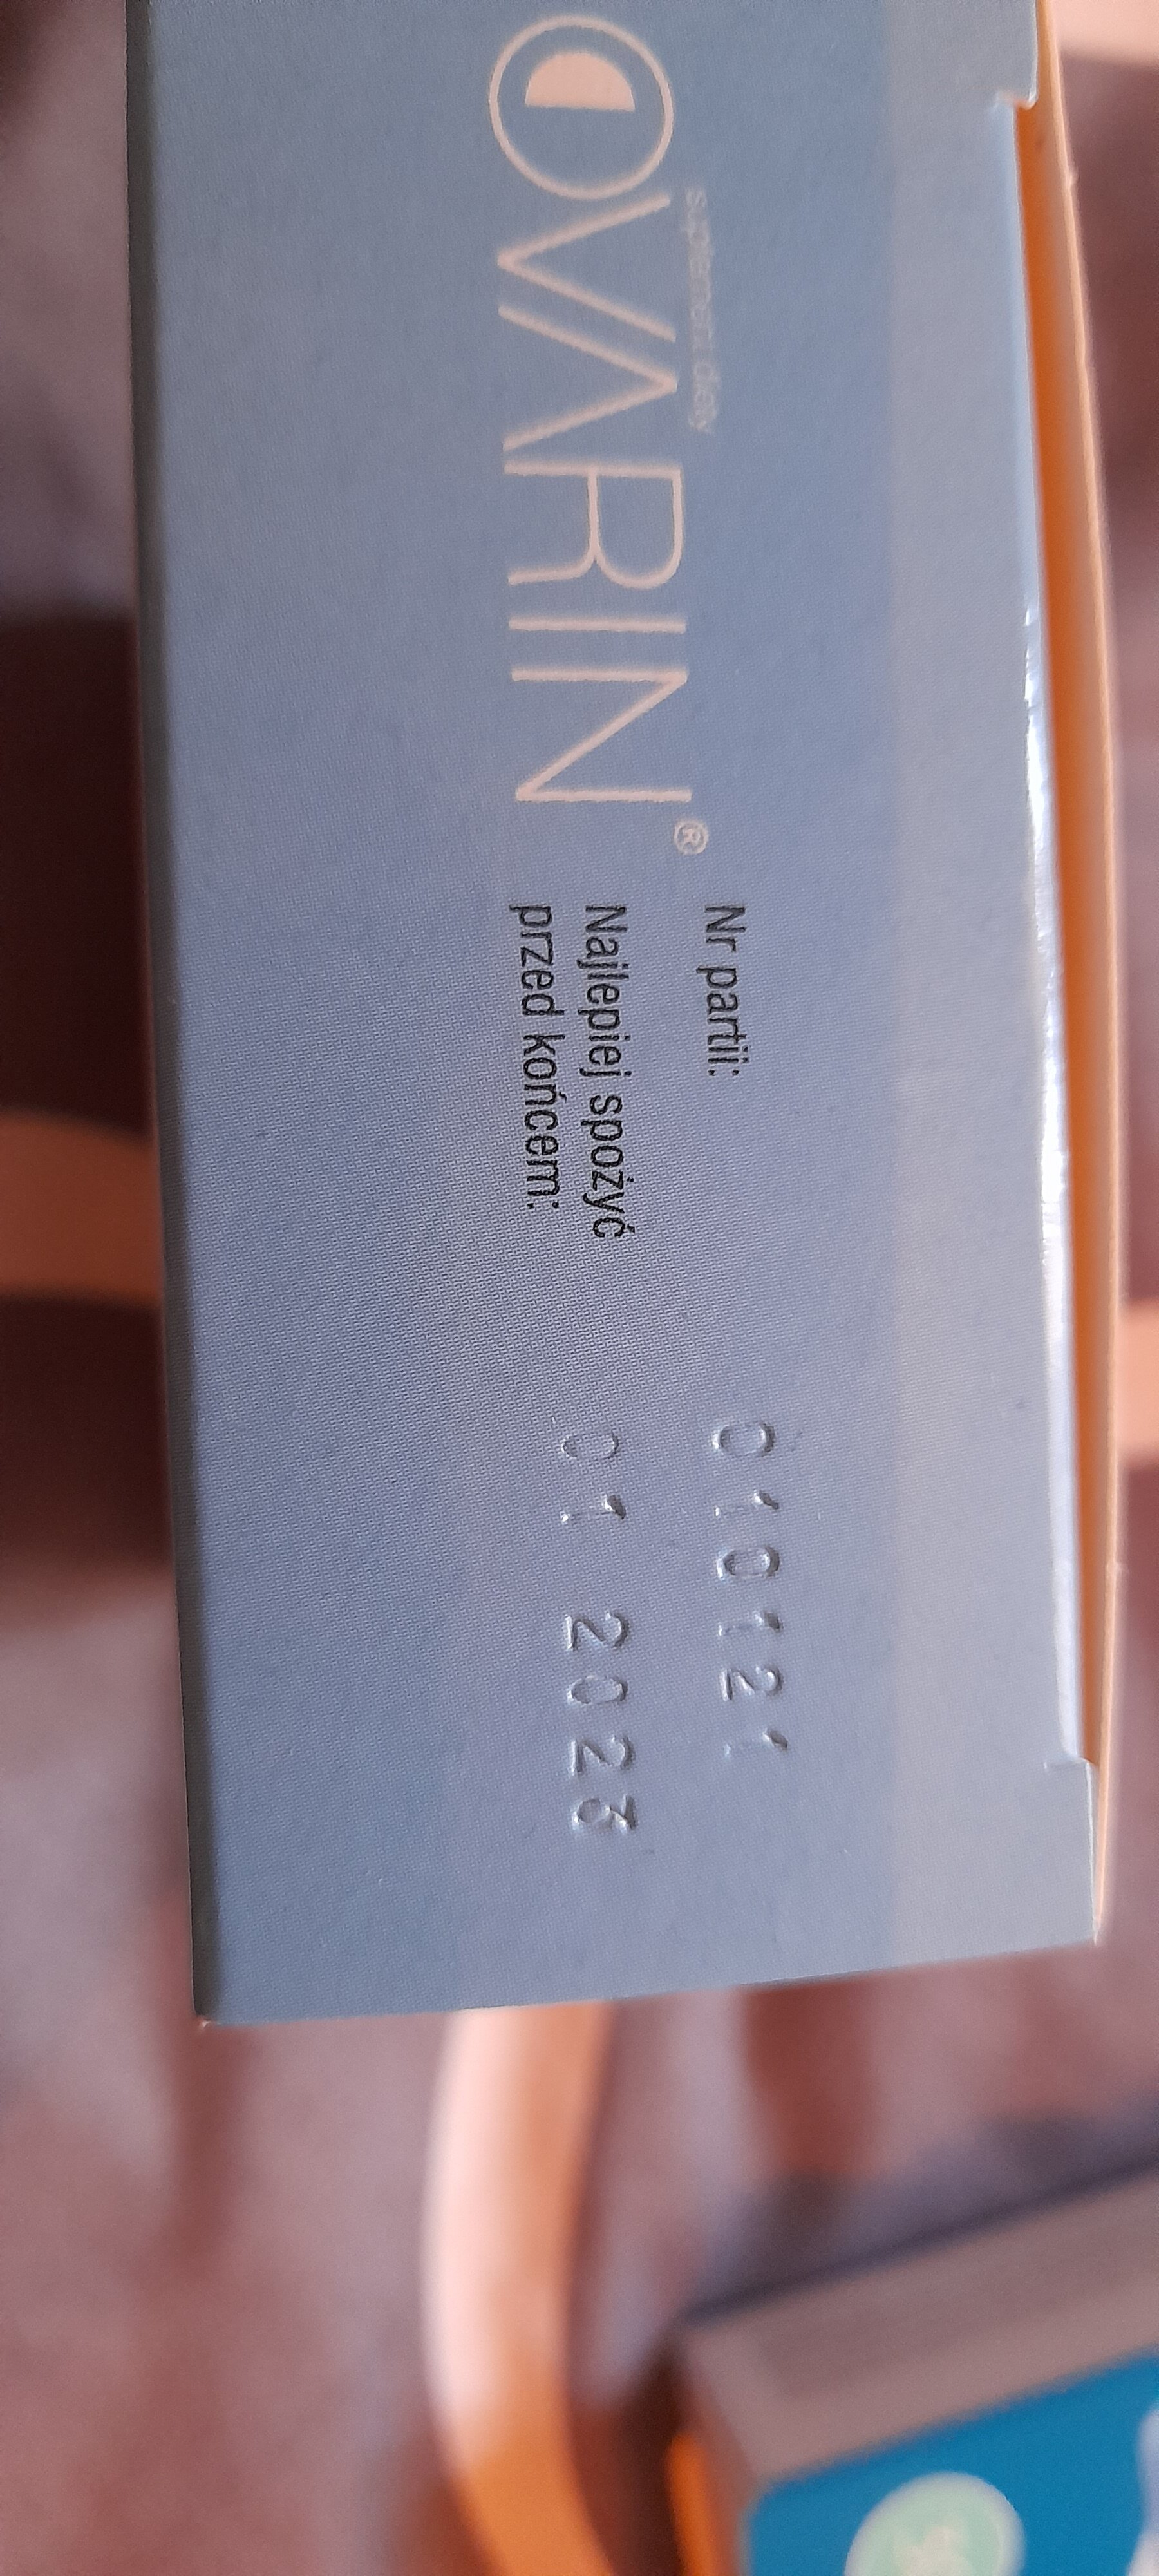 suplement diety
OVARIN®
Nr partii: 010121
Najlepiej spożyć
przed końcem: 01 2023